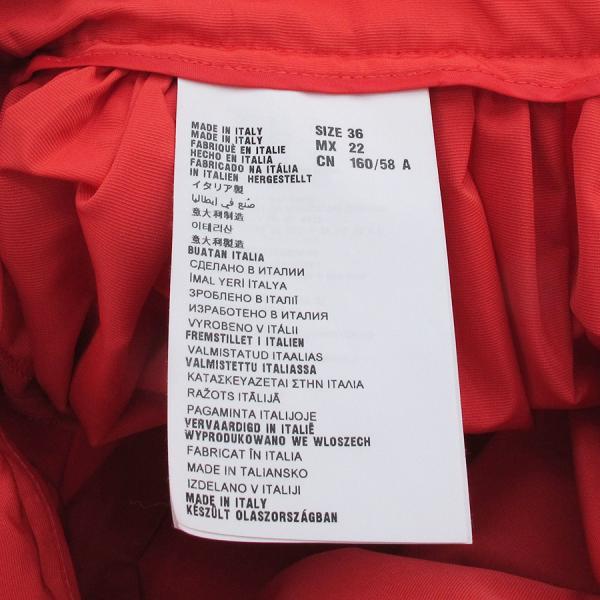 MADE IN ITALY
MADE IN ITALY
FABRIQUÉ EN ITALIE
HECHO EN ITALIA
FABRICADO NA ITÁLIA
IN ITALIEN HERGESTELLT
イタリア製
صُنع في إيطاليا
意大利制造
이테리산
意大利製造
BUATAN ITALIA
СДЕЛАНО В ИТАЛИИ
İMAL YERİ İTALYA
ЗРОБЛЕНО В ІТАЛІЇ
ИЗРАБОТЕНО В ИТАЛИЯ
VYROBENO V ITÁLII
FREMSTILLET I ITALIEN
VALMISTATUD ITAALIAS
VALMISTETTU ITALIASSA
ΚΑΤΑΣΚΕΥΑΖΕΤΑΙ ΣΤΗΝ ΙΤΑΛΙΑ
RAŽOTS ITĀLIJĀ
PAGAMINTA ITALIJOJE
VERVAARDIGD IN ITALIË
WYPRODUKOWANO WE WLOSZECH
FABRICAT ÎN ITALIA
MADE IN TALIANSKO
IZDELANO V ITALIJI
MADE IN ITALY
KÉSZÜLT OLASZORSZÁGBAN
SIZE 36
MX 22
CN 160/58 A